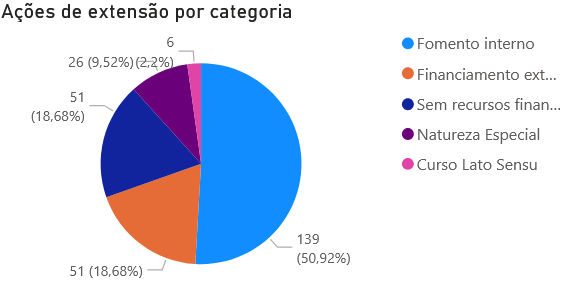 Ações de extensão por categoria
6
26 (9,52%)
(2,2%)
51
(18,68%)
51 (18,68%)
139
(50,92%)
Fomento interno
Financiamento ext...
Sem recursos finan...
Natureza Especial
Curso Lato Sensu